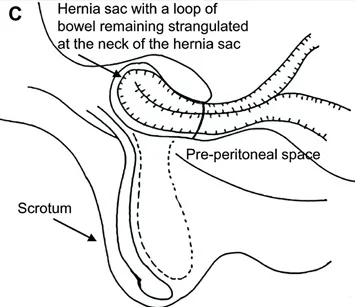 C
Hernia sac with a loop of
bowel remaining strangulated
at the neck of the hernia sac
Pre-peritoneal space
Scrotum